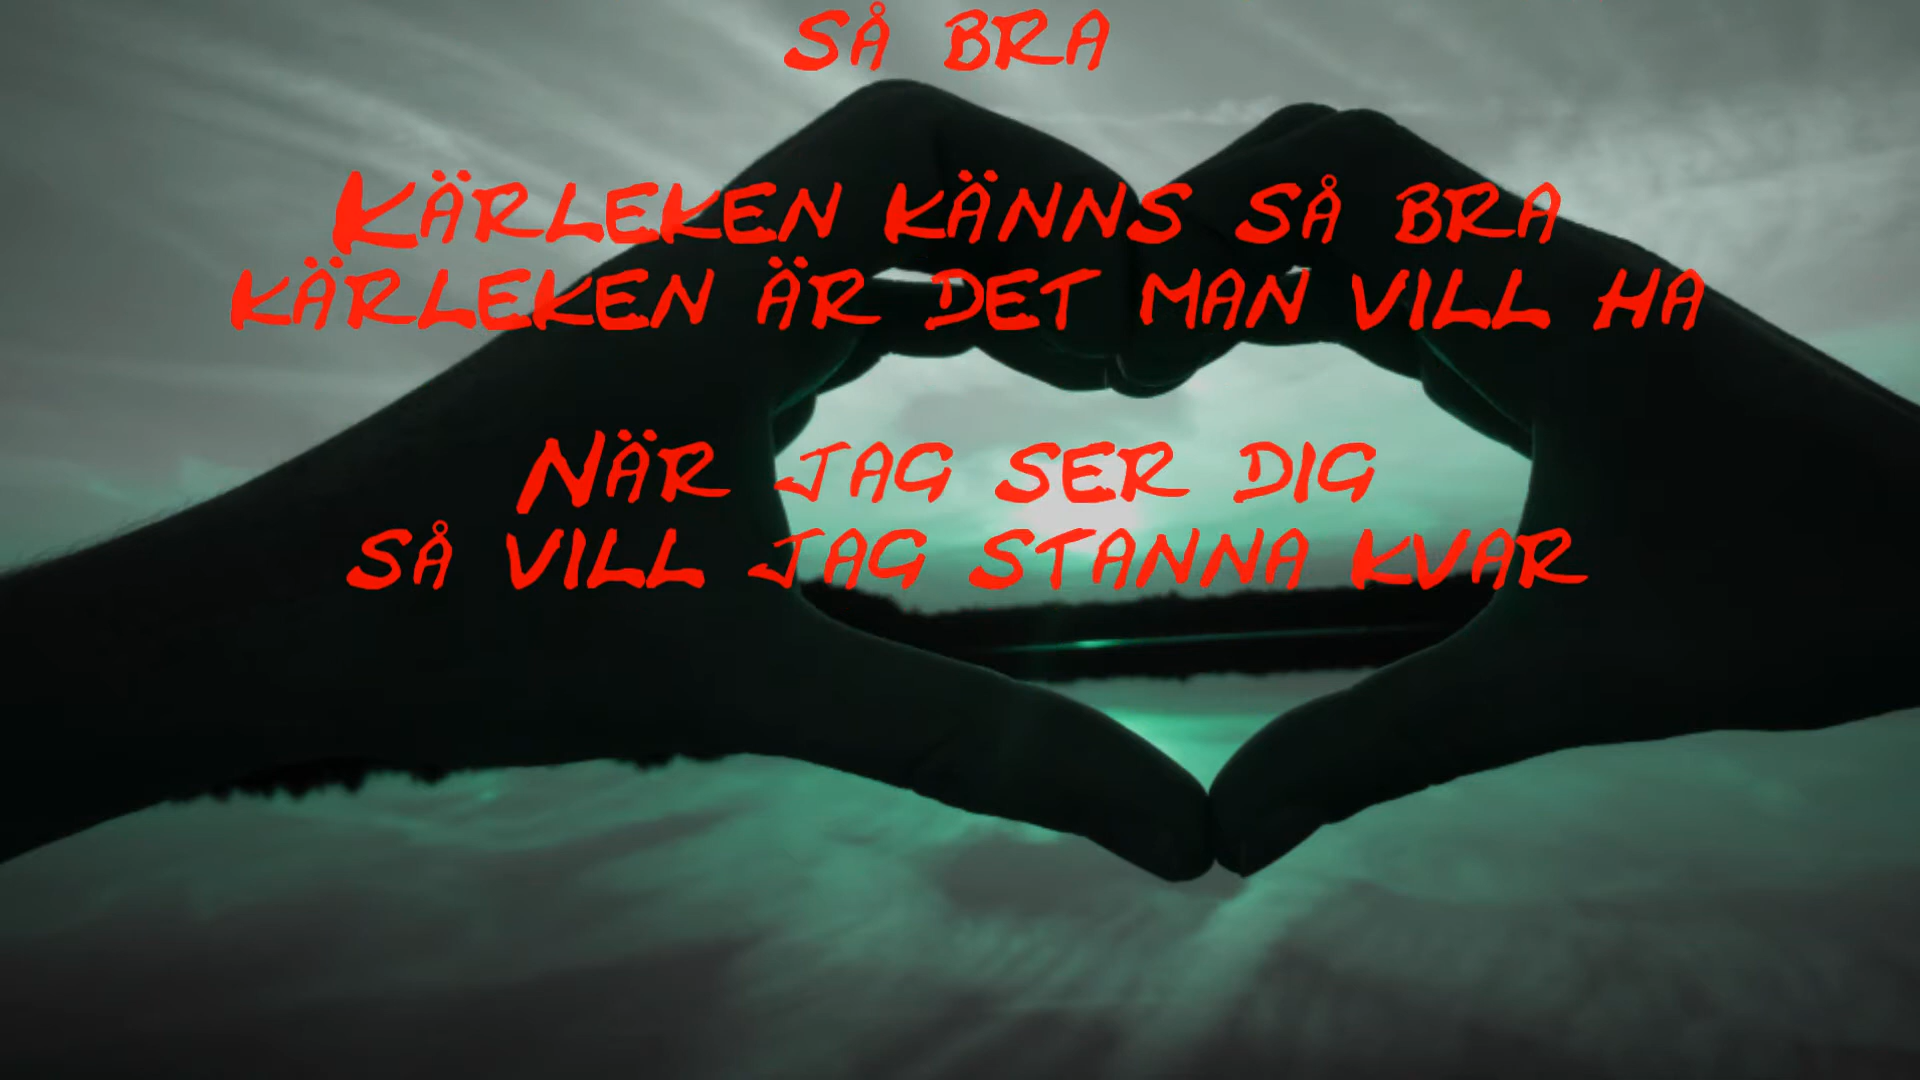 så bra
Kärleken känns så bra
kärleken är det man vill ha
När jag ser dig
så vill jag stanna kvar